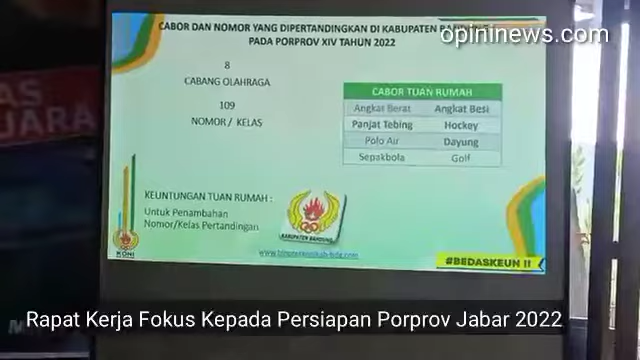 opininews.com
CABOR DAN NOMOR YANG DIPERTANDINGKAN DI KABUPATEN
PADA PORPROV XIV TAHUN 2022
8
CABANG OLAHRAGA
109
NOMOR / KELAS
CABOR TUAN RUMAH
Angkat Berat Angkat Besi
Panjat Tebing Hockey
Polo Air Dayung
Sepakbola Golf
KEUNTUNGAN TUAN RUMAH :
Untuk Penambahan
Nomor/Kelas Pertandingan
KABUPATEN BANDUNG
KONI
#BEDASKEUN !!
AS
UARA
Rapat Kerja Fokus Kepada Persiapan Porprov Jabar 2022